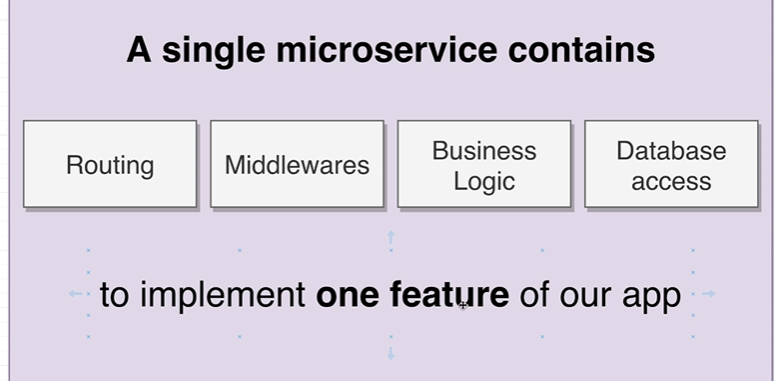 A single microservice contains
Routing
Middlewares
Business
Logic
Database
access
to implement one feature of our app